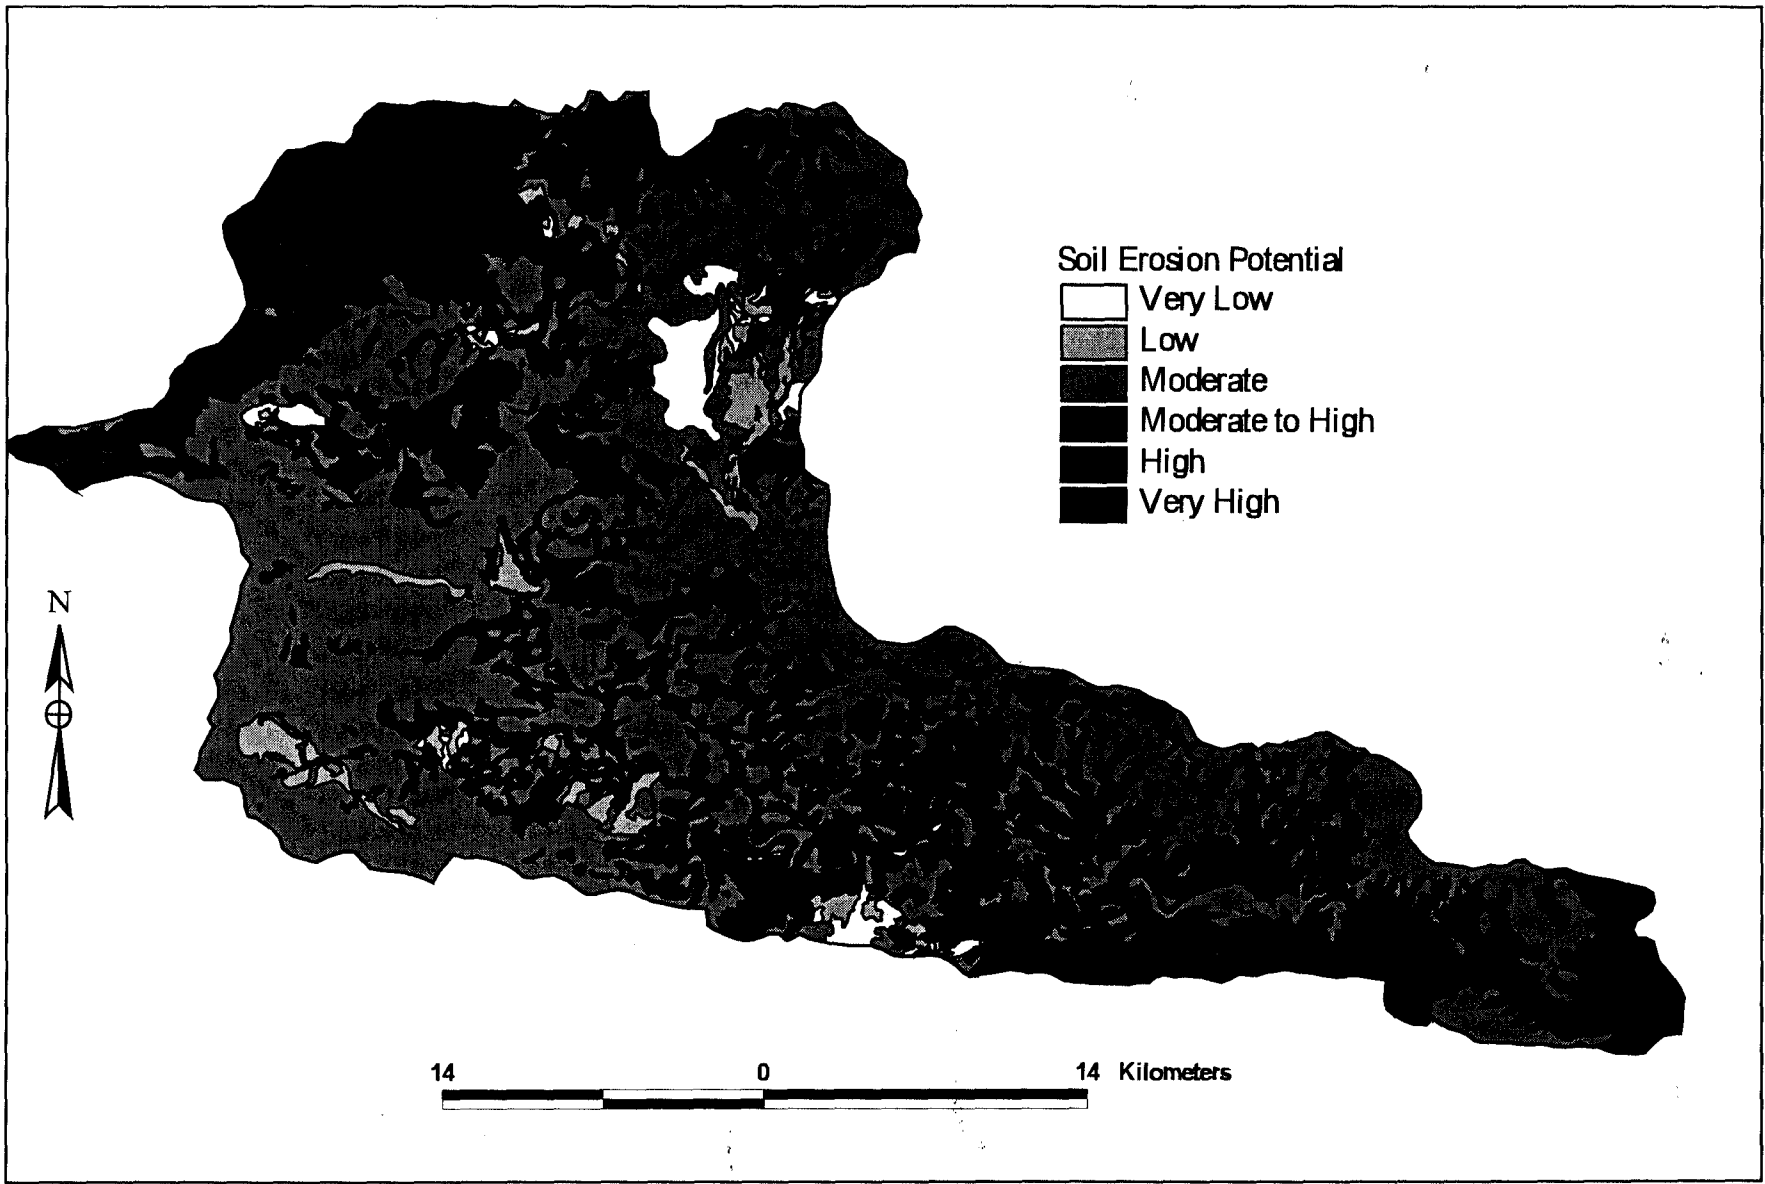 Soil Erosion Potential
Very Low
Low
Moderate
Moderate to High
High
Very High
N
14 0 14 Kilometers